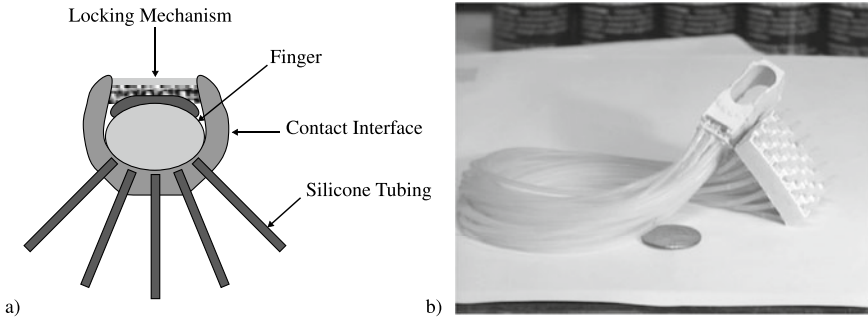 Locking Mechanism
Finger
Contact Interface
Silicone Tubing
a)
b)